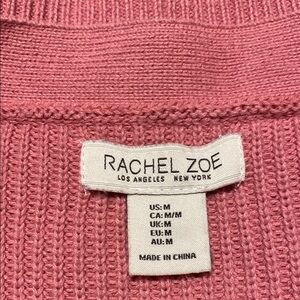 RACHEL ZOE
LOS ANGELES NEW YORK
US: M
CA: M/M
UK: M
EU: M
AU: M
MADE IN CHINA